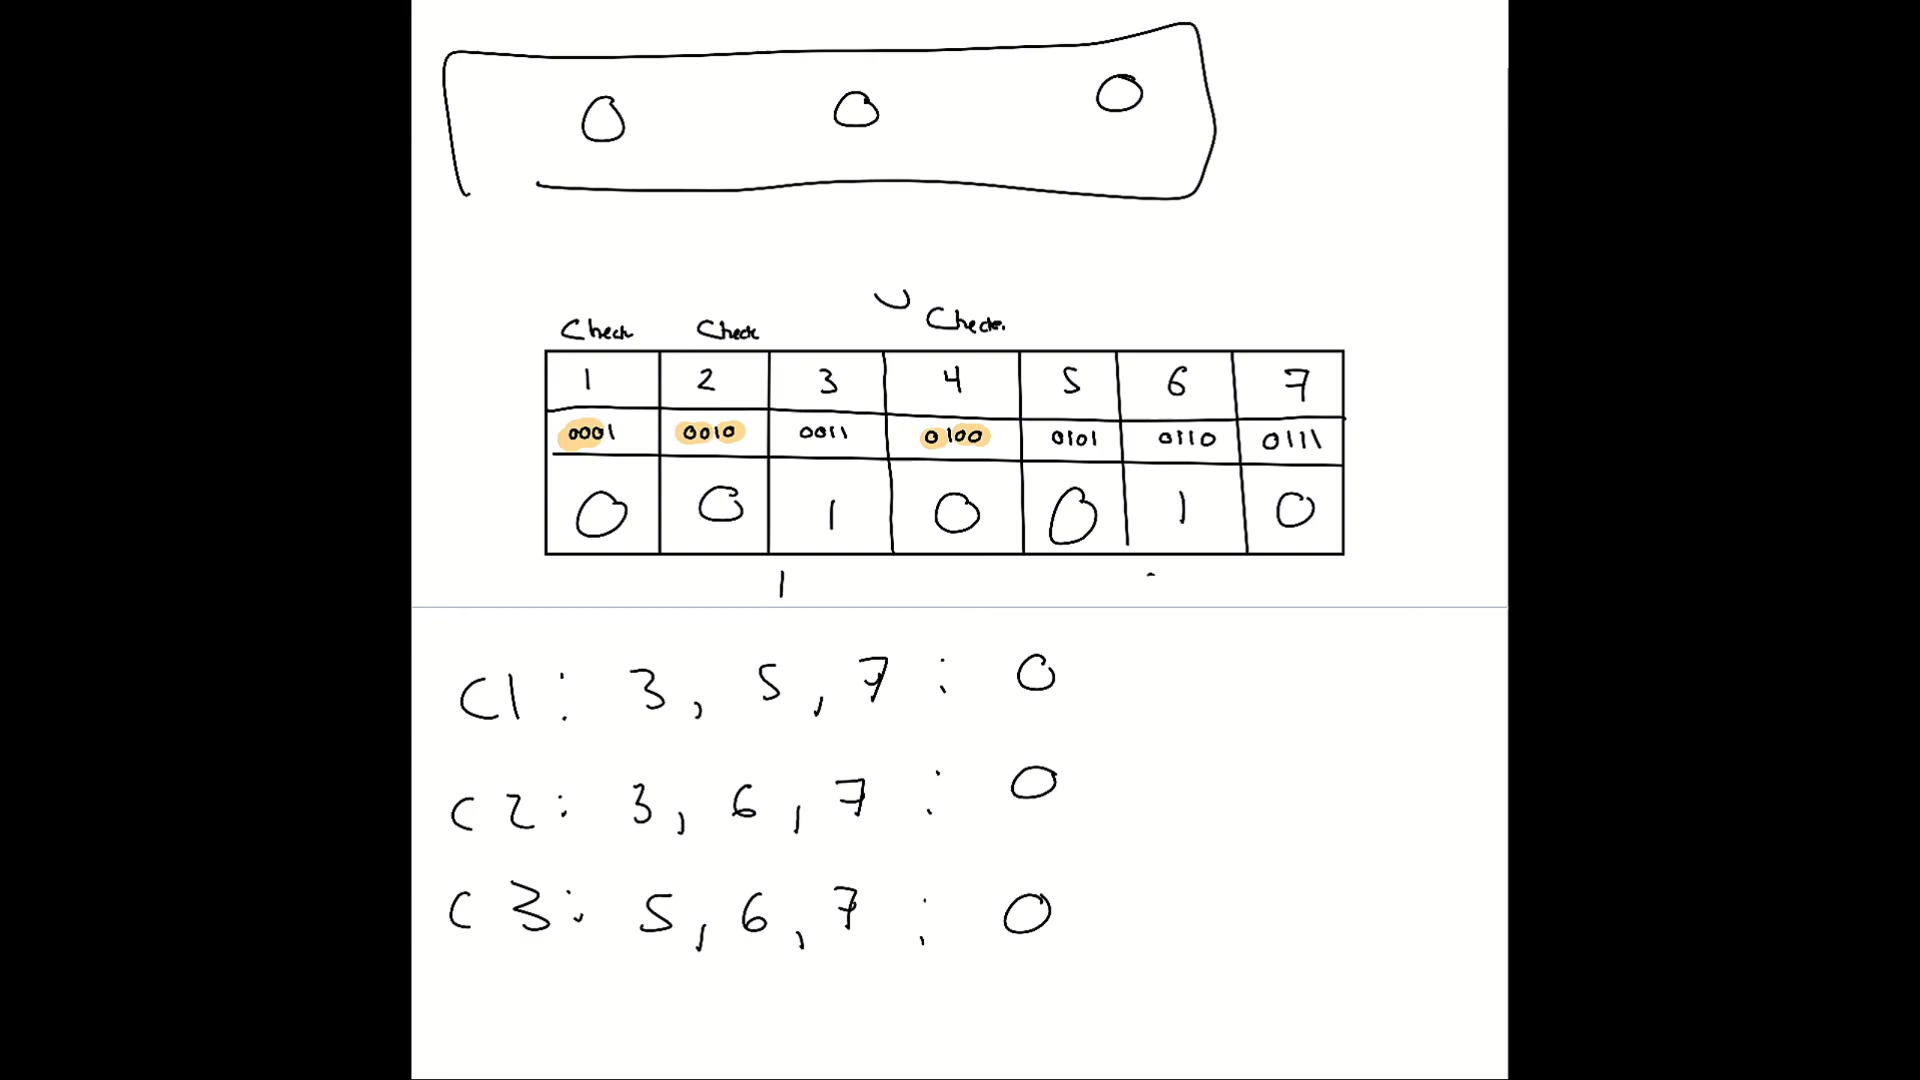 0 0 0
Check Check Check
1 2 3 4 5 6 7
0001 0010 0011 0100 0101 0110 0111
0 0 1 0 0 1 0
1
C1: 3, 5, 7: 0
C2: 3, 6, 7: 0
C3: 5, 6, 7: 0